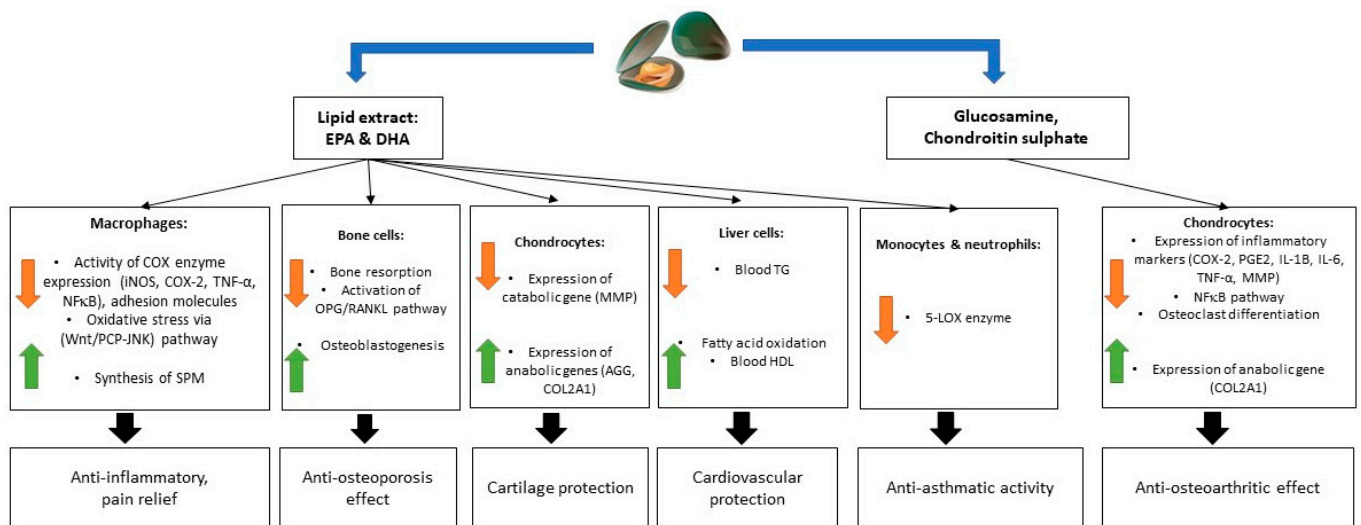 Lipid extract:
EPA & DHA
Glucosamine,
Chondroitin sulphate
Macrophages:
• Activity of COX enzyme
expression (iNOS, COX-2, TNF-α,
NFκB), adhesion molecules
• Oxidative stress via
(Wnt/PCP-JNK) pathway
• Synthesis of SPM
Bone cells:
• Bone resorption
• Activation of
OPG/RANKL pathway
• Osteoblastogenesis
Chondrocytes:
• Expression of
catabolic gene (MMP)
• Expression of
anabolic genes (AGG,
COL2A1)
Liver cells:
• Blood TG
• Fatty acid oxidation
• Blood HDL
Monocytes & neutrophils:
• 5-LOX enzyme
Chondrocytes:
• Expression of inflammatory
markers (COX-2, PGE2, IL-1B, IL-6,
TNF-α, MMP)
• NFκB pathway
• Osteoclast differentiation
• Expression of anabolic gene
(COL2A1)
Anti-inflammatory,
pain relief
Anti-osteoporosis
effect
Cartilage protection
Cardiovascular
protection
Anti-asthmatic activity
Anti-osteoarthritic effect